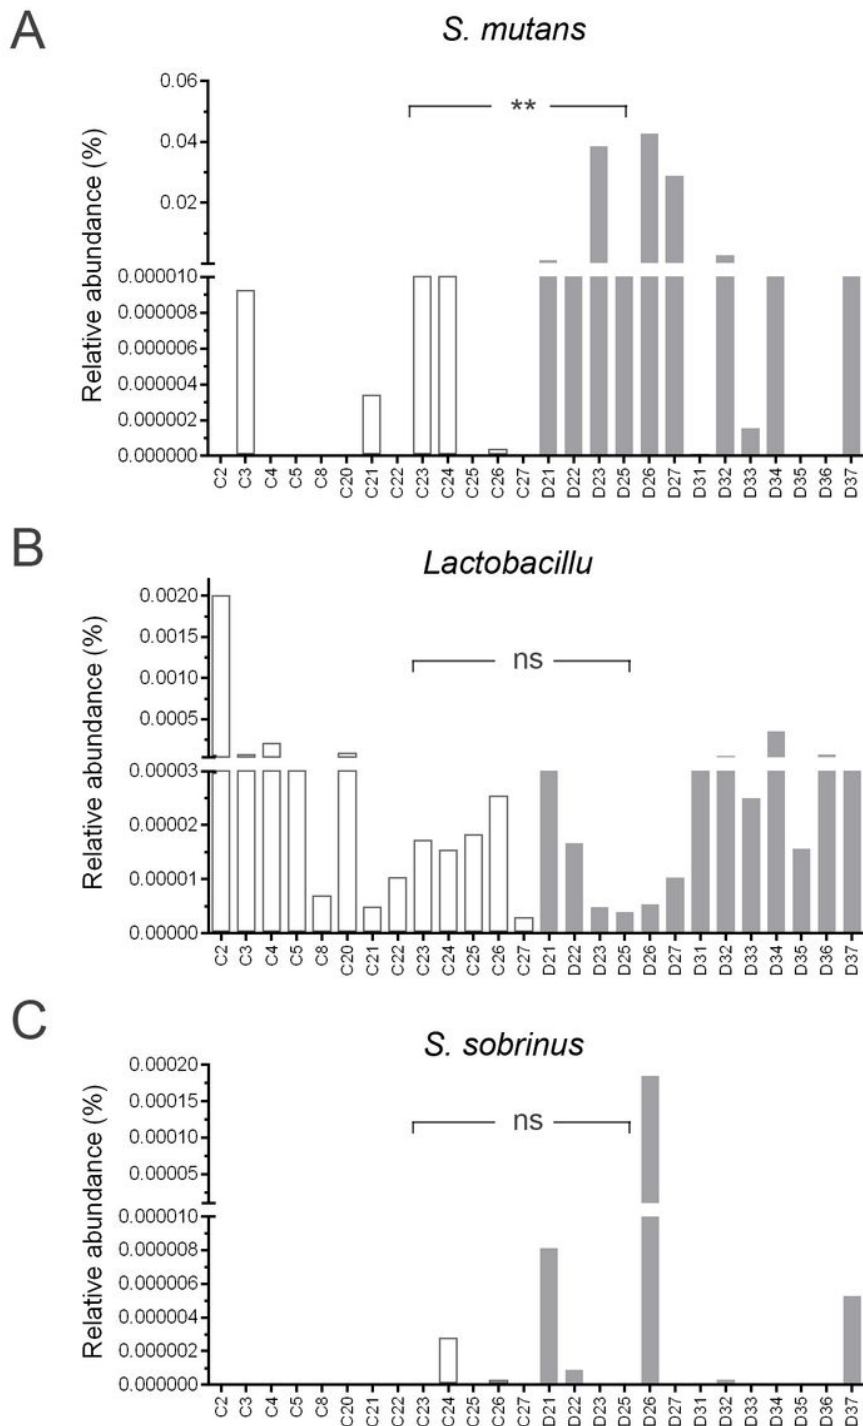 A
S. mutans
Relative abundance (%)
0.06
0.04
0.02
0.000010
0.000008
0.000006
0.000004
0.000002
0.000000
**
C2 C3 C4 C5 C8 C20 C21 C22 C23 C24 C25 C26 C27 D21 D22 D23 D25 D26 D27 D31 D32 D33 D34 D35 D36 D37
B
Lactobacillu
Relative abundance (%)
0.0020
0.0015
0.0010
0.0005
0.00003
0.00002
0.00001
0.00000
ns
C2 C3 C4 C5 C8 C20 C21 C22 C23 C24 C25 C26 C27 D21 D22 D23 D25 D26 D27 D31 D32 D33 D34 D35 D36 D37
C
S. sobrinus
Relative abundance (%)
0.00020
0.00015
0.00010
0.00005
0.000010
0.000008
0.000006
0.000004
0.000002
0.000000
ns
C2 C3 C4 C5 C8 C20 C21 C22 C23 C24 C25 C26 C27 D21 D22 D23 D25 D26 D27 D31 D32 D33 D34 D35 D36 D37